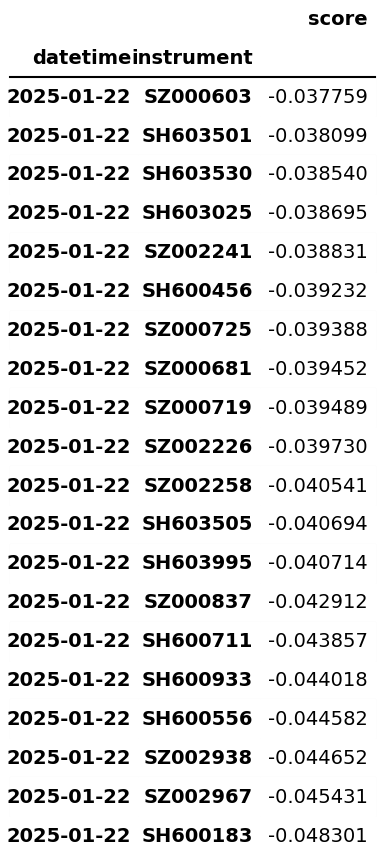 score
datetime instrument
2025-01-22 SZ000603 -0.037759
2025-01-22 SH603501 -0.038099
2025-01-22 SH603530 -0.038540
2025-01-22 SH603025 -0.038695
2025-01-22 SZ002241 -0.038831
2025-01-22 SH600456 -0.039232
2025-01-22 SZ000725 -0.039388
2025-01-22 SZ000681 -0.039452
2025-01-22 SZ000719 -0.039489
2025-01-22 SZ002226 -0.039730
2025-01-22 SZ002258 -0.040541
2025-01-22 SH603505 -0.040694
2025-01-22 SH603995 -0.040714
2025-01-22 SZ000837 -0.042912
2025-01-22 SH600711 -0.043857
2025-01-22 SH600933 -0.044018
2025-01-22 SH600556 -0.044582
2025-01-22 SZ002938 -0.044652
2025-01-22 SZ002967 -0.045431
2025-01-22 SH600183 -0.048301